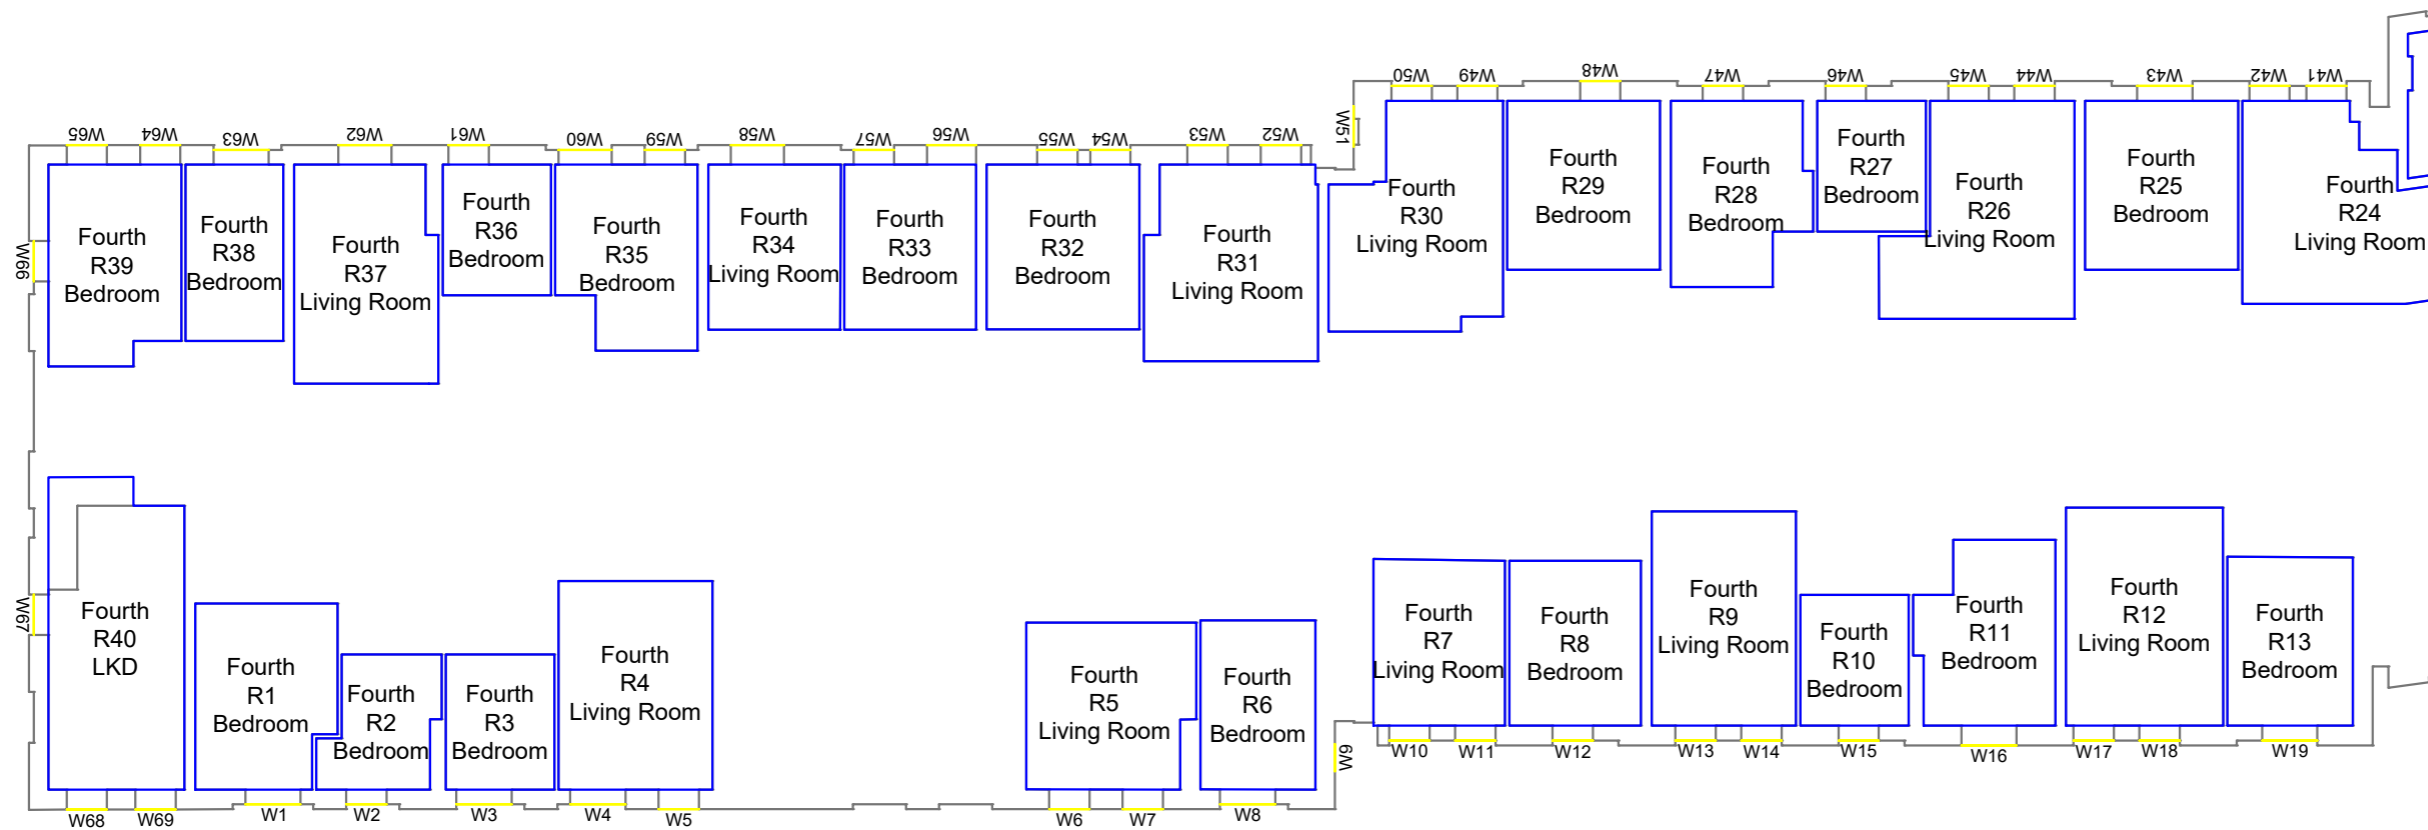 W50
W49
W48
W47
W46
W45
W44
W43
W42
W41
W65
W64
W63
W62
W61
W60
W59
W58
W57
W56
W55
W54
W53
W52
W51
W66
Fourth
R39
Bedroom
Fourth
R38
Bedroom
Fourth
R37
Living Room
Fourth
R36
Bedroom
Fourth
R35
Bedroom
Fourth
R34
Living Room
Fourth
R33
Bedroom
Fourth
R32
Bedroom
Fourth
R31
Living Room
Fourth
R30
Living Room
Fourth
R29
Bedroom
Fourth
R28
Bedroom
Fourth
R27
Bedroom
Fourth
R26
Living Room
Fourth
R25
Bedroom
Fourth
R24
Living Room
W67
Fourth
R40
LKD
Fourth
R1
Bedroom
Fourth
R2
Bedroom
Fourth
R3
Bedroom
Fourth
R4
Living Room
Fourth
R5
Living Room
Fourth
R6
Bedroom
Fourth
R7
Living Room
Fourth
R8
Bedroom
Fourth
R9
Living Room
Fourth
R10
Bedroom
Fourth
R11
Bedroom
Fourth
R12
Living Room
Fourth
R13
Bedroom
W9
W10
W11
W12
W13
W14
W15
W16
W17
W18
W19
W68
W69
W1
W2
W3
W4
W5
W6
W7
W8